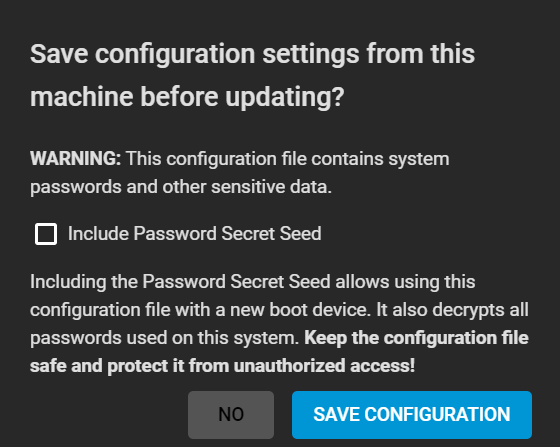 Save configuration settings from this
machine before updating?
WARNING: This configuration file contains system
passwords and other sensitive data.
Include Password Secret Seed
Including the Password Secret Seed allows using this
configuration file with a new boot device. It also decrypts all
passwords used on this system. Keep the configuration file
safe and protect it from unauthorized access!
NO
SAVE CONFIGURATION